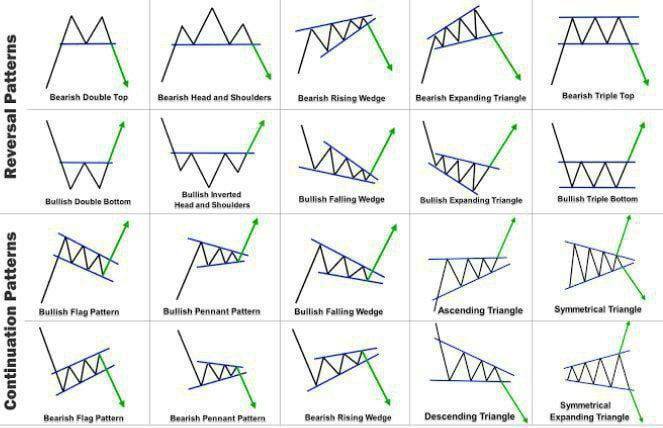 Reversal Patterns
Bearish Double Top
Bearish Head and Shoulders
Bearish Rising Wedge
Bearish Expanding Triangle
Bearish Triple Top
Bullish Double Bottom
Bullish Inverted
Head and Shoulders
Bullish Falling Wedge
Bullish Expanding Triangle
Bullish Triple Bottom
Continuation Patterns
Bullish Flag Pattern
Bullish Pennant Pattern
Bullish Falling Wedge
Ascending Triangle
Symmetrical Triangle
Bearish Flag Pattern
Bearish Pennant Pattern
Bearish Rising Wedge
Descending Triangle
Symmetrical
Expanding Triangle